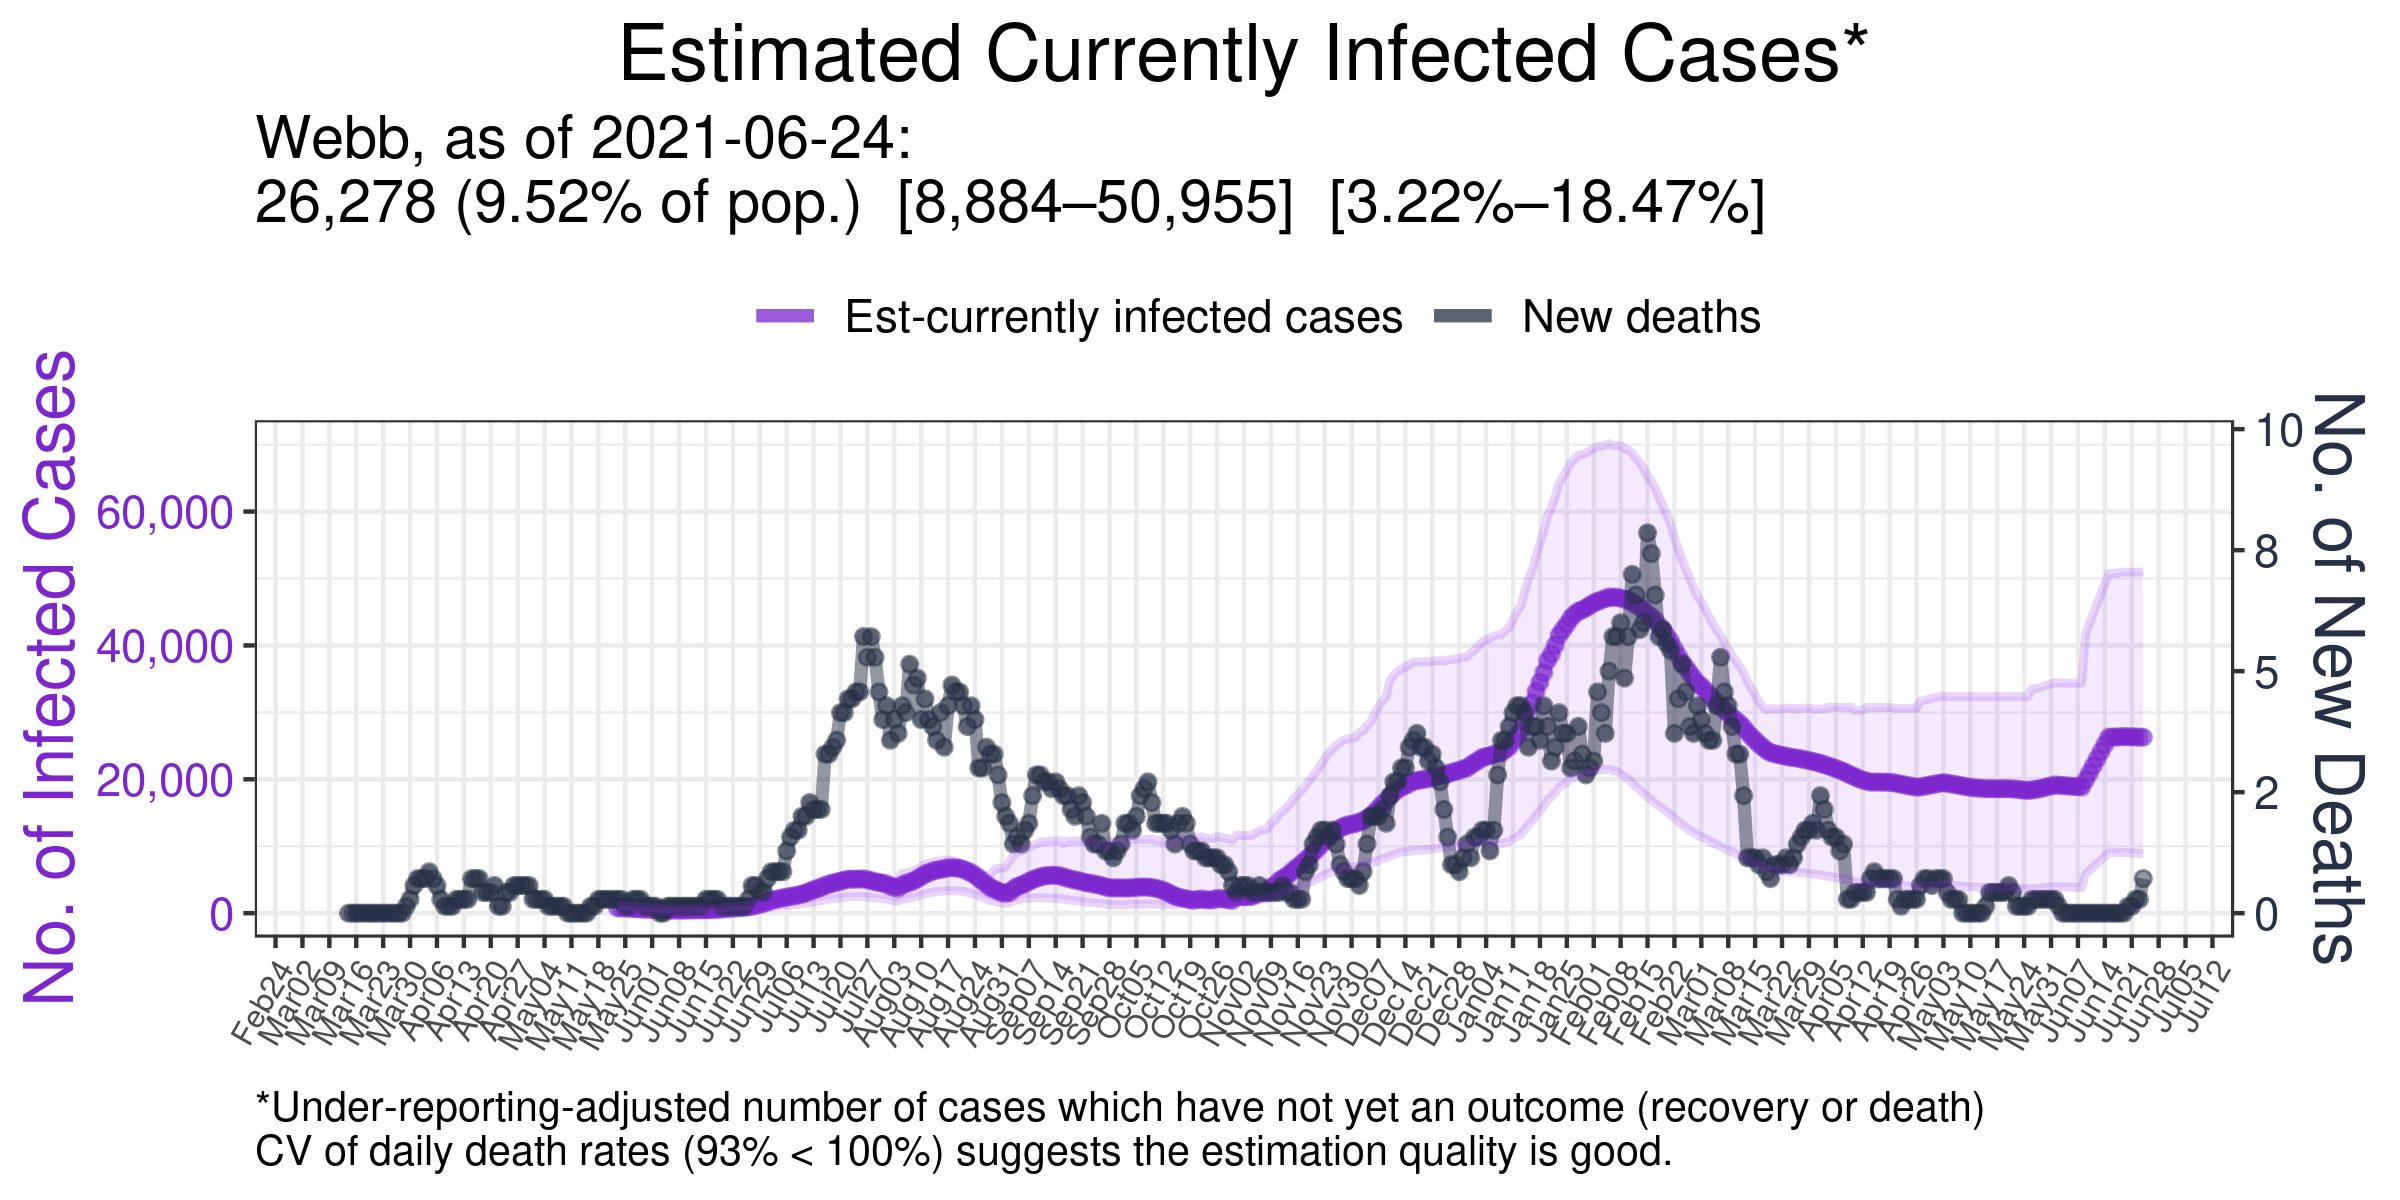 Estimated Currently Infected Cases*
Webb, as of 2021-06-24:
26,278 (9.52% of pop.) [8,884–50,955] [3.22%–18.47%]
Est-currently infected cases
New deaths
No. of Infected Cases
60,000
40,000
20,000
0
10
8
5
2
0
No. of New Deaths
Feb24
Mar02
Mar09
Mar16
Mar23
Mar30
Apr06
Apr13
Apr20
Apr27
May04
May11
May18
May25
Jun01
Jun08
Jun15
Jun22
Jun29
Jul06
Jul13
Jul20
Jul27
Aug03
Aug10
Aug17
Aug24
Aug31
Sep07
Sep14
Sep21
Sep28
Oct05
Oct12
Oct19
Oct26
Nov02
Nov09
Nov16
Nov23
Nov30
Dec07
Dec14
Dec21
Dec28
Jan04
Jan11
Jan18
Jan25
Feb01
Feb08
Feb15
Feb22
Mar01
Mar08
Mar15
Mar22
Mar29
Apr05
Apr12
Apr19
Apr26
May03
May10
May17
May24
May31
Jun07
Jun14
Jun21
Jun28
Jul05
Jul12
*Under-reporting-adjusted number of cases which have not yet an outcome (recovery or death)
CV of daily death rates (93% < 100%) suggests the estimation quality is good.